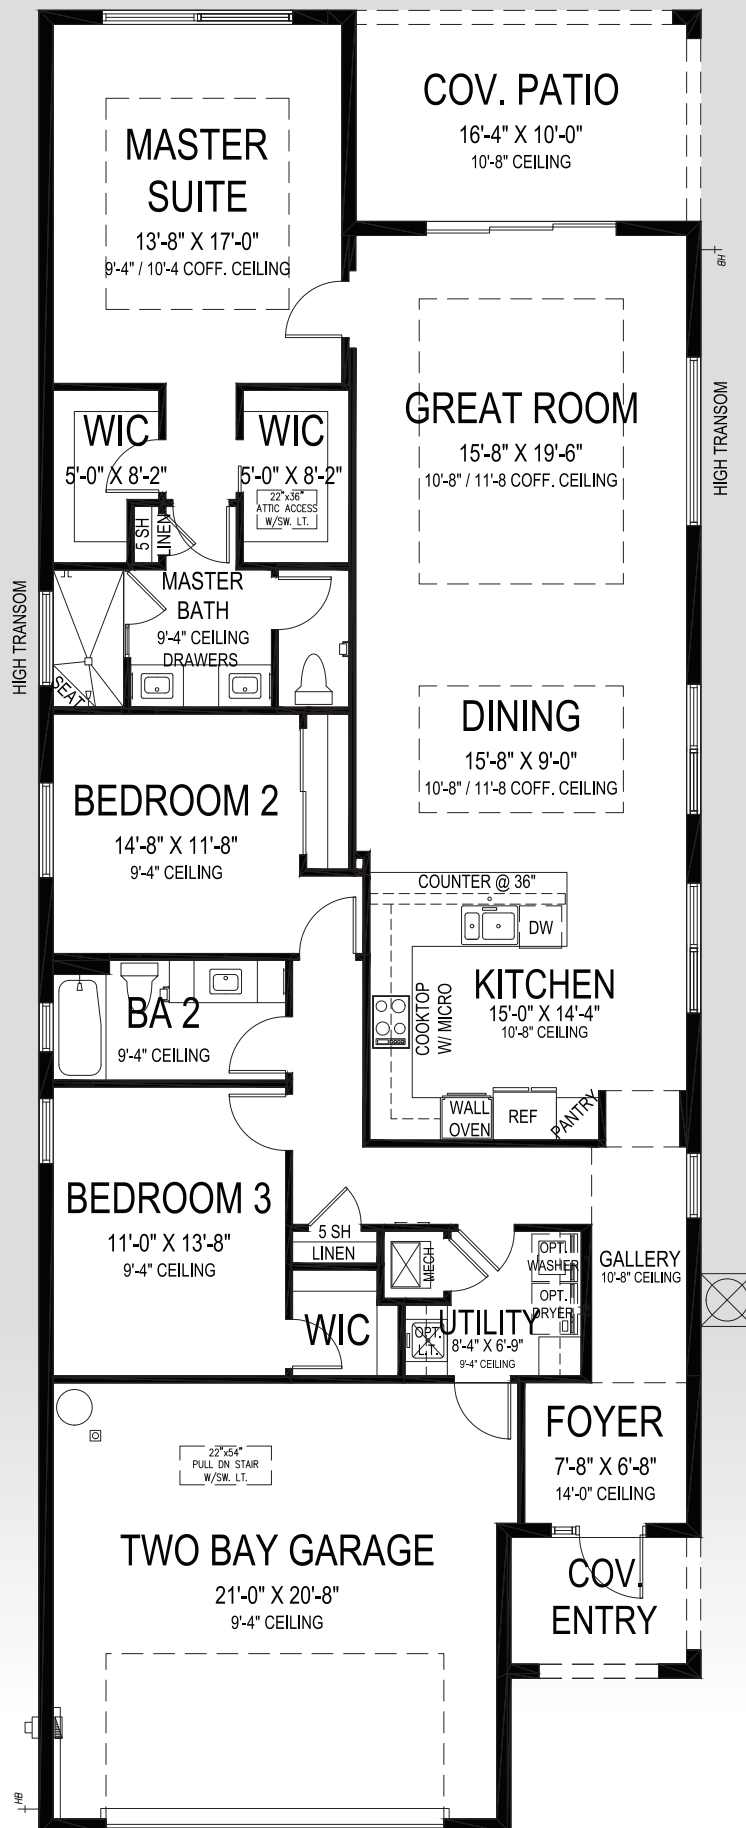 COV. PATIO
16'-4" X 10'-0"
10'-8" CEILING
MASTER
SUITE
13'-8" X 17'-0"
9'-4" / 10'-4 COFF. CEILING
HB
GREAT ROOM
15'-8" X 19'-6"
10'-8" / 11'-8 COFF. CEILING
HIGH TRANSOM
WIC
5'-0" X 8'-2"
WIC
5'-0" X 8'-2"
22"x36"
ATTIC ACCESS
W/SW. LT.
5 SH
LINEN
MASTER
BATH
9'-4" CEILING
DRAWERS
HIGH TRANSOM
SEAT
DINING
15'-8" X 9'-0"
10'-8" / 11'-8 COFF. CEILING
BEDROOM 2
14'-8" X 11'-8"
9'-4" CEILING
COUNTER @ 36"
DW
KITCHEN
15'-0" X 14'-4"
10'-8" CEILING
COOKTOP
W/ MICRO
BA 2
9'-4" CEILING
WALL
OVEN
REF
PANTRY
BEDROOM 3
11'-0" X 13'-8"
9'-4" CEILING
5 SH
LINEN
MECH
OPT.
WASHER
OPT.
DRYER
GALLERY
10'-8" CEILING
WIC
OPT.
L.T.
UTILITY
8'-4" X 6'-9"
9'-4" CEILING
FOYER
7'-8" X 6'-8"
14'-0" CEILING
22"x54"
PULL DN STAIR
W/SW. LT.
TWO BAY GARAGE
21'-0" X 20'-8"
9'-4" CEILING
COV.
ENTRY
HB